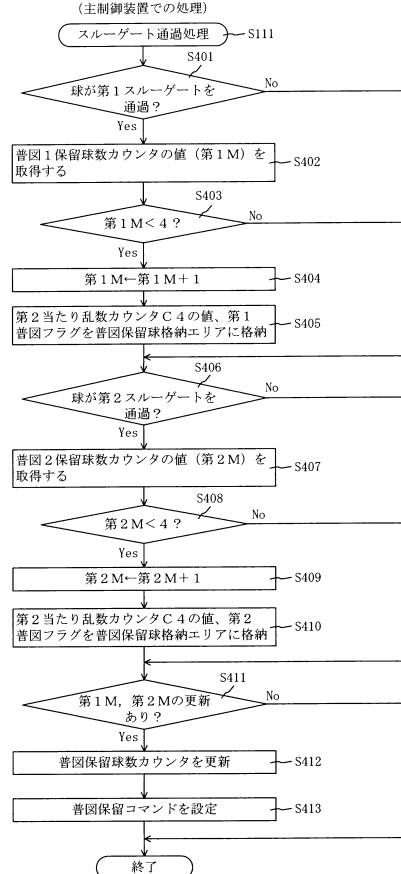 (主制御装置での処理)
スルーゲート通過処理
S111
S401
球が第1スルーゲートを
通過?
No
Yes
普図1保留球数カウンタの値(第1M)を
取得する
S402
S403
第1M<4?
No
Yes
第1M←第1M+1
S404
第2当たり乱数カウンタC4の値、第1
普図フラグを普図保留球格納エリアに格納
S405
S406
球が第2スルーゲートを
通過?
No
Yes
普図2保留球数カウンタの値(第2M)を
取得する
S407
S408
第2M<4?
No
Yes
第2M←第2M+1
S409
第2当たり乱数カウンタC4の値、第2
普図フラグを普図保留球格納エリアに格納
S410
S411
第1M,第2Mの更新
あり?
No
Yes
普図保留球数カウンタを更新
S412
普図保留コマンドを設定
S413
終了